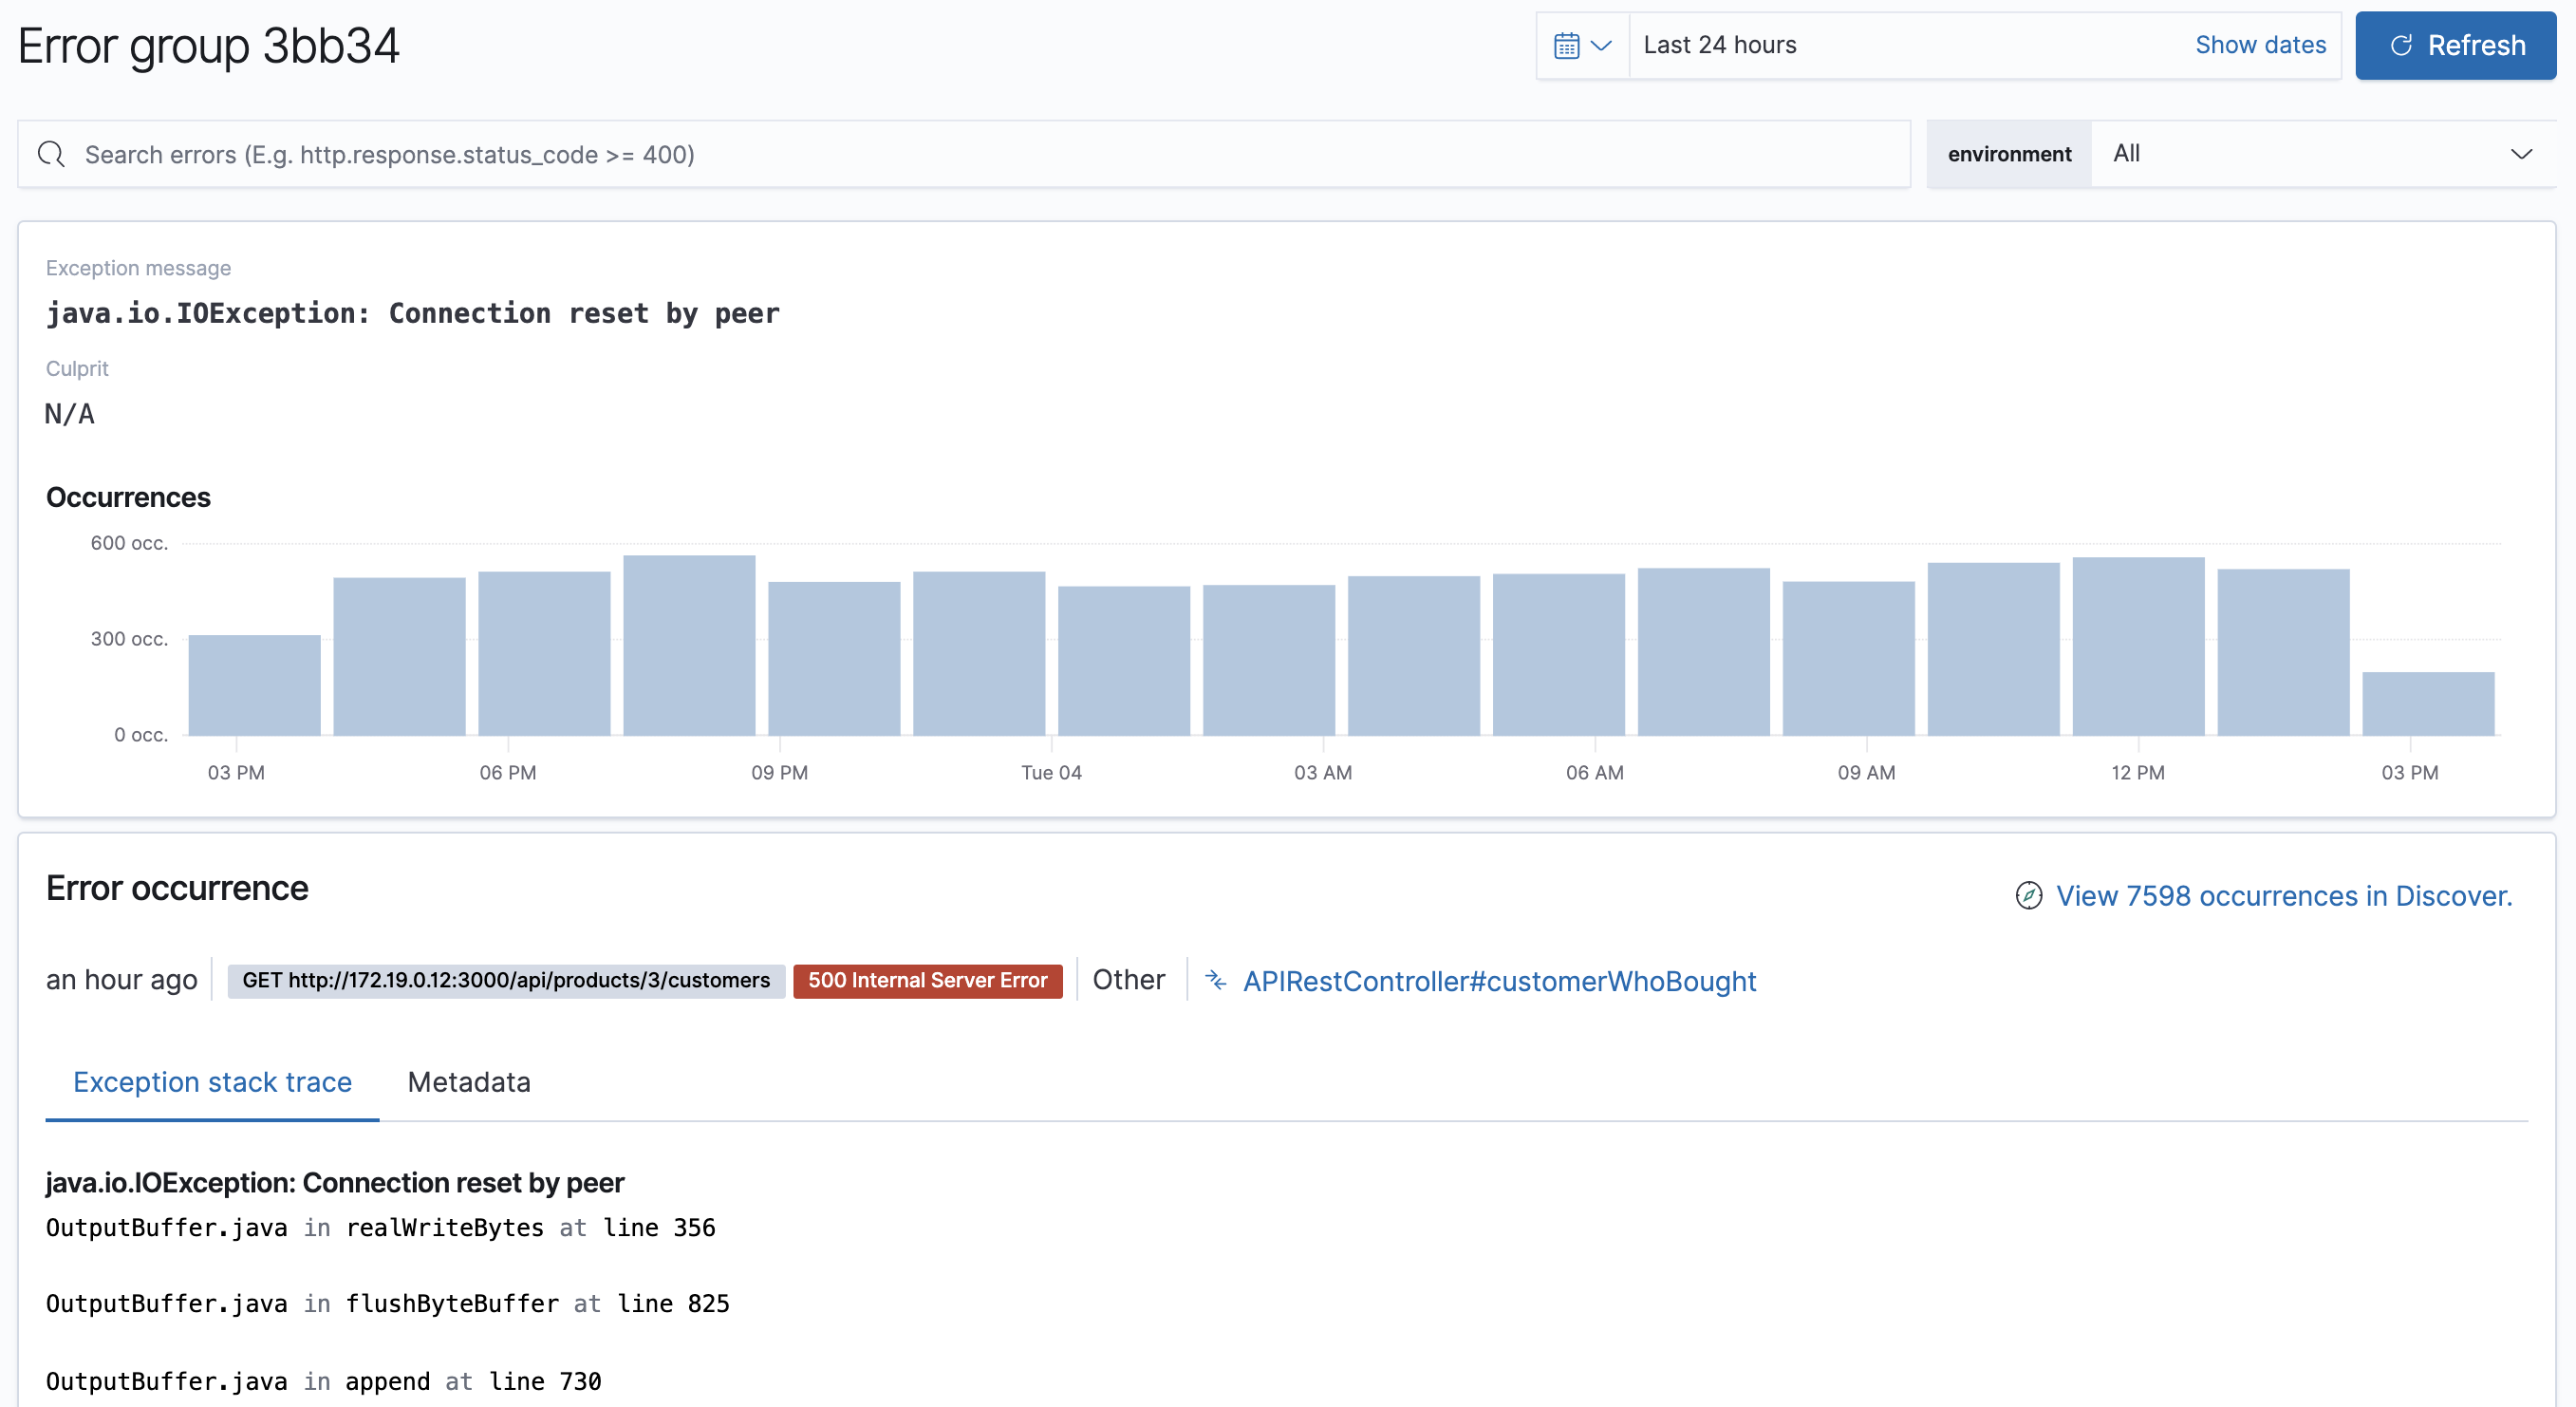 Error group 3bb34
Last 24 hours
Show dates
Refresh
Search errors (E.g. http.response.status_code >= 400)
environment
All
Exception message
java.io.IOException: Connection reset by peer
Culprit
N/A
Occurrences
600 occ.
300 occ.
0 occ.
03 PM 06 PM 09 PM Tue 04 03 AM 06 AM 09 AM 12 PM 03 PM
Error occurrence
View 7598 occurrences in Discover.
an hour ago GET http://172.19.0.12:3000/api/products/3/customers 500 Internal Server Error Other APIRestController#customerWhoBought
Exception stack trace Metadata
java.io.IOException: Connection reset by peer
OutputBuffer.java in realWriteBytes at line 356
OutputBuffer.java in flushByteBuffer at line 825
OutputBuffer.java in append at line 730